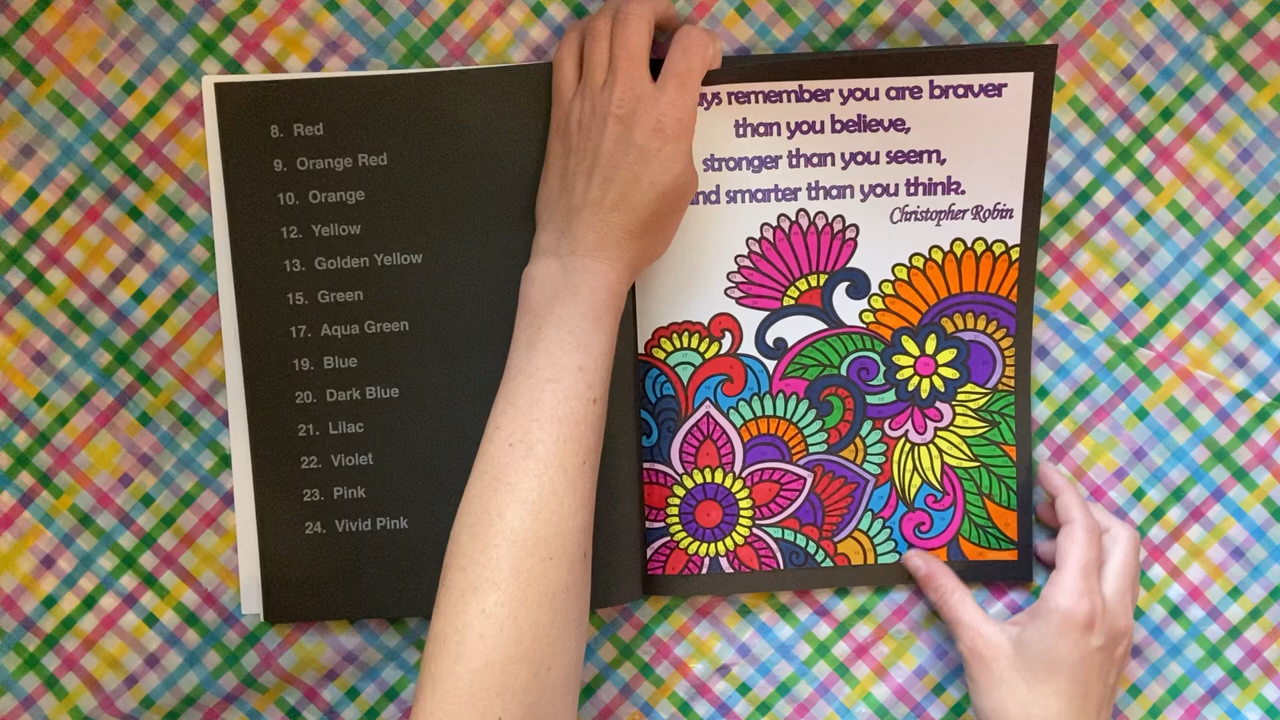 8. Red
9. Orange Red
10. Orange
12. Yellow
13. Golden Yellow
15. Green
17. Aqua Green
19. Blue
20. Dark Blue
21. Lilac
22. Violet
23. Pink
24. Vivid Pink
ys remember you are braver
than you believe,
stronger than you seem,
nd smarter than you think.
Christopher Robin